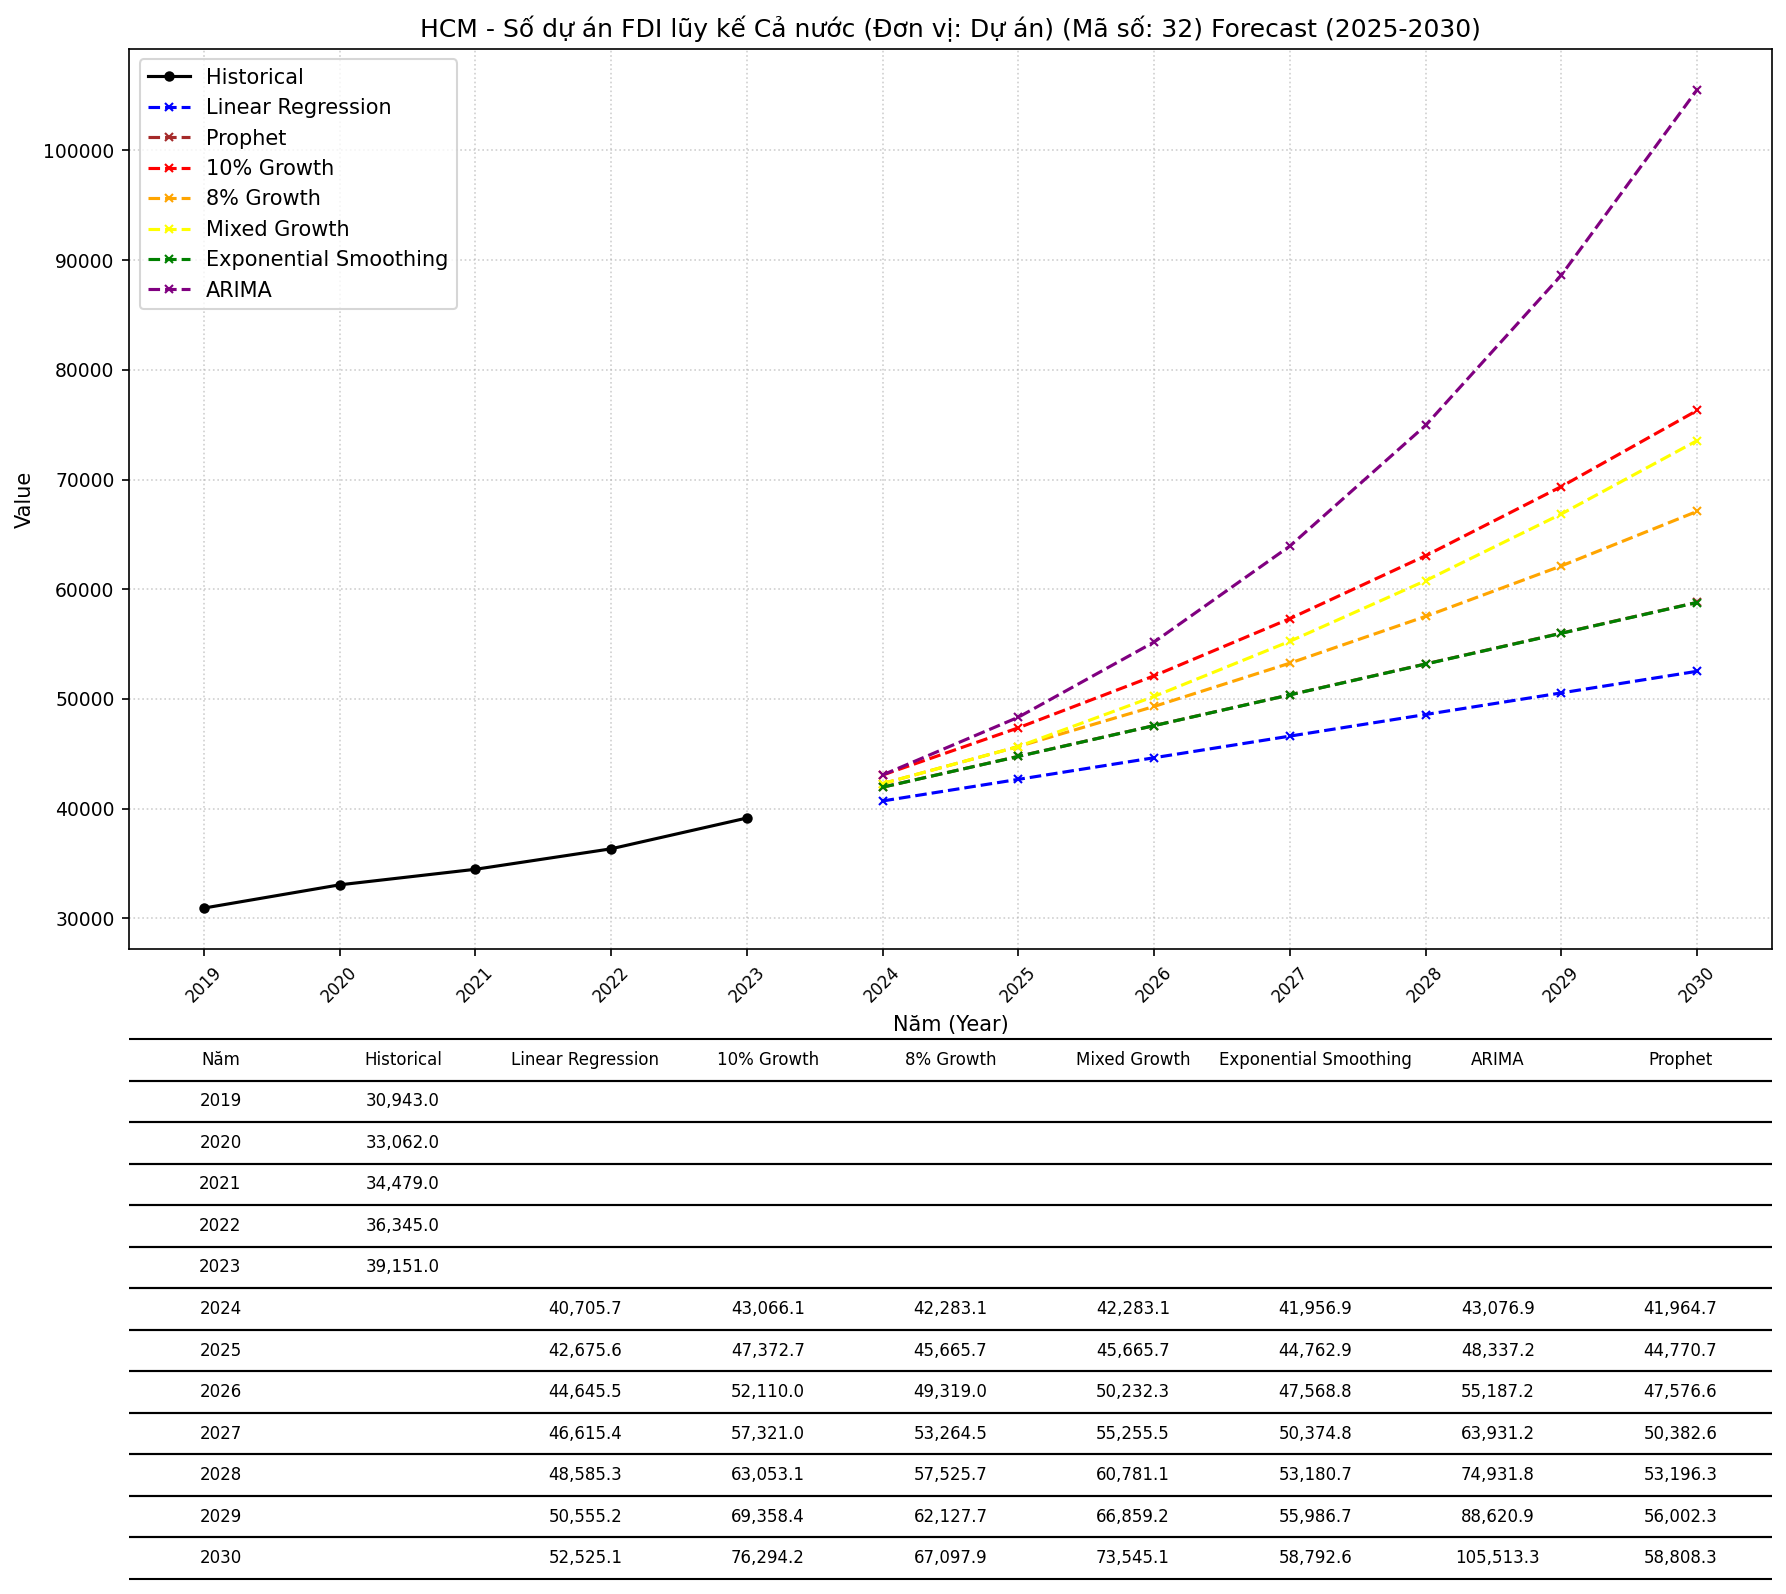 HCM - Số dự án FDI lũy kế Cả nước (Đơn vị: Dự án) (Mã số: 32) Forecast (2025-2030)
Historical
Linear Regression
Prophet
10% Growth
8% Growth
Mixed Growth
Exponential Smoothing
ARIMA
Value
100000
90000
80000
70000
60000
50000
40000
30000
2019 2020 2021 2022 2023 2024 2025 2026 2027 2028 2029 2030
Năm (Year)
Năm Historical Linear Regression 10% Growth 8% Growth Mixed Growth Exponential Smoothing ARIMA Prophet
2019 30,943.0
2020 33,062.0
2021 34,479.0
2022 36,345.0
2023 39,151.0
2024 40,705.7 43,066.1 42,283.1 42,283.1 41,956.9 43,076.9 41,964.7
2025 42,675.6 47,372.7 45,665.7 45,665.7 44,762.9 48,337.2 44,770.7
2026 44,645.5 52,110.0 49,319.0 50,232.3 47,568.8 55,187.2 47,576.6
2027 46,615.4 57,321.0 53,264.5 55,255.5 50,374.8 63,931.2 50,382.6
2028 48,585.3 63,053.1 57,525.7 60,781.1 53,180.7 74,931.8 53,196.3
2029 50,555.2 69,358.4 62,127.7 66,859.2 55,986.7 88,620.9 56,002.3
2030 52,525.1 76,294.2 67,097.9 73,545.1 58,792.6 105,513.3 58,808.3